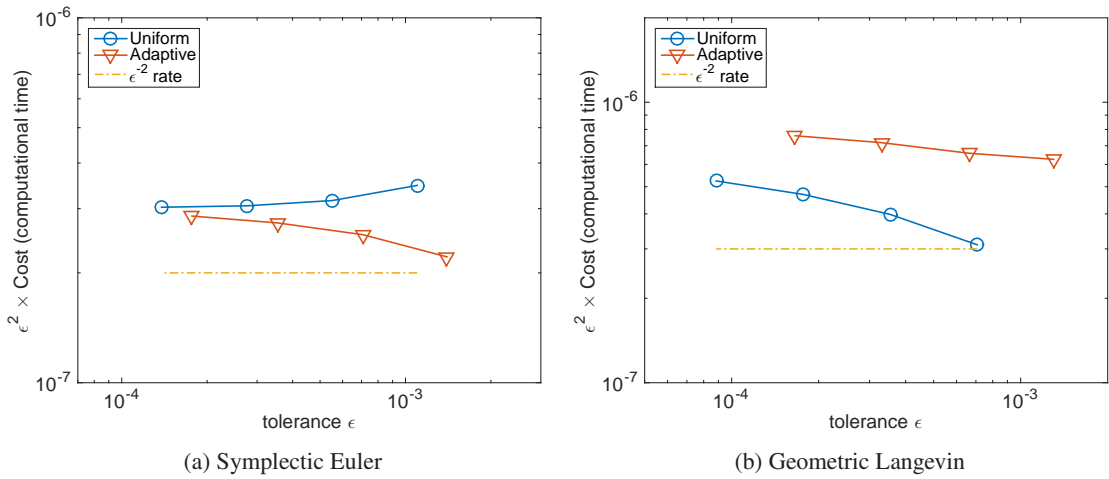 10^-6
Uniform
Adaptive
ϵ^-2 rate
ϵ^2 × Cost (computational time)
10^-7
10^-4
10^-3
tolerance ϵ
(a) Symplectic Euler
Uniform
Adaptive
ϵ^-2 rate
10^-6
ϵ^2 × Cost (computational time)
10^-7
10^-4
10^-3
tolerance ϵ
(b) Geometric Langevin